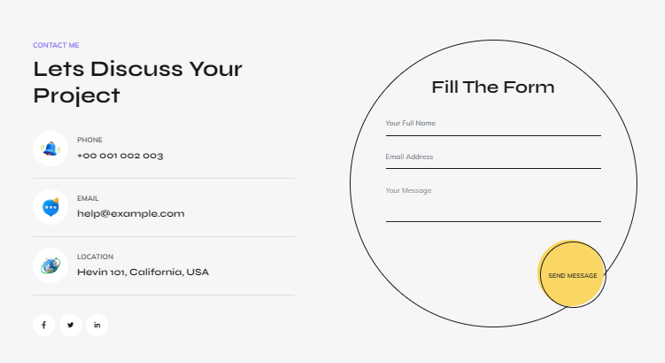 CONTACT ME
Lets Discuss Your
Project
PHONE
+00 001 002 003
EMAIL
help@example.com
LOCATION
Hevin 101, California, USA
Fill The Form
Your Full Name
Email Address
Your Message
SEND MESSAGE